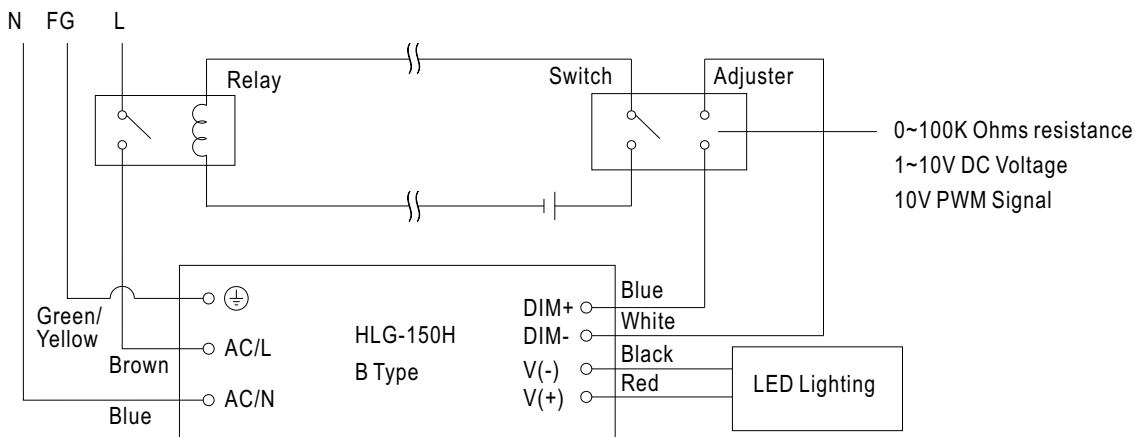 N FG L
Relay
Switch
Adjuster
0~100K Ohms resistance
1~10V DC Voltage
10V PWM Signal
Green/
Yellow
Brown
Blue
AC/L
AC/N
HLG-150H
B Type
DIM+
DIM-
V(-)
V(+)
Blue
White
Black
Red
LED Lighting